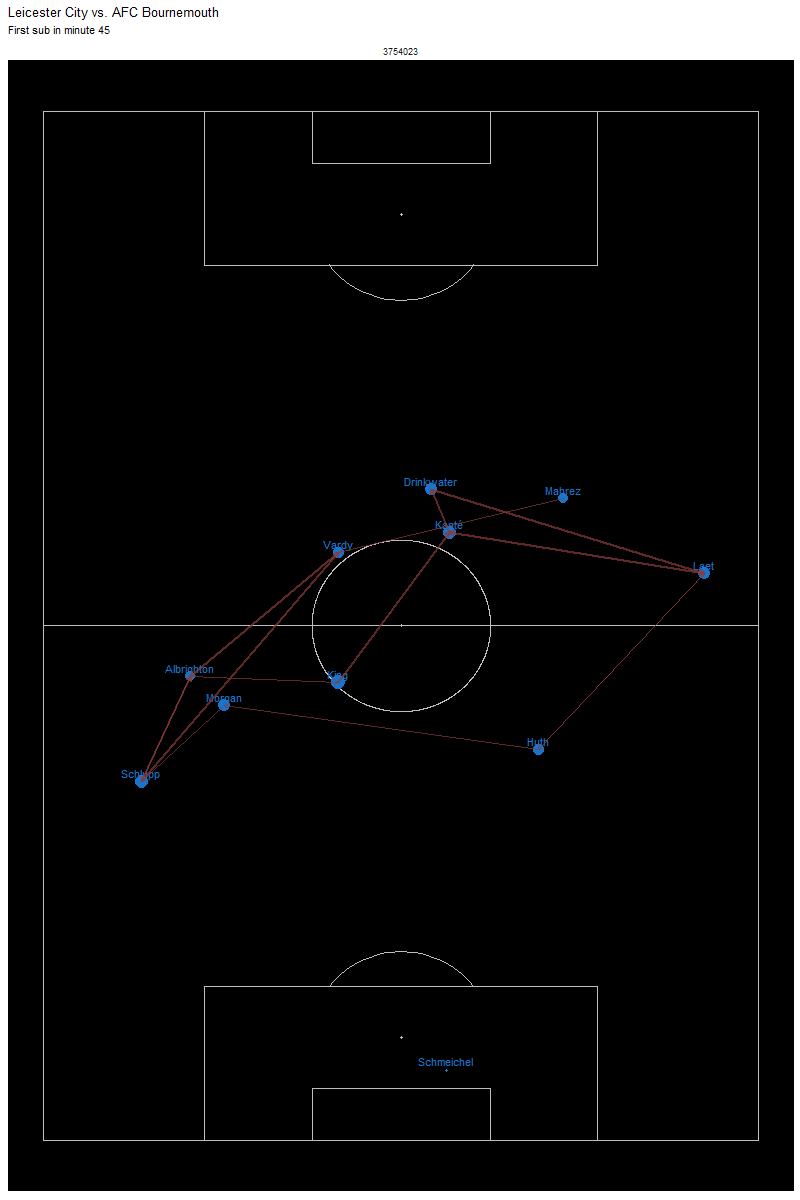 Leicester City vs. AFC Bournemouth
First sub in minute 45
3754023
Drinkwater
Mahrez
Kanté
Vardy
Laet
Albrighton
King
Morgan
Huth
Schlupp
Schmeichel